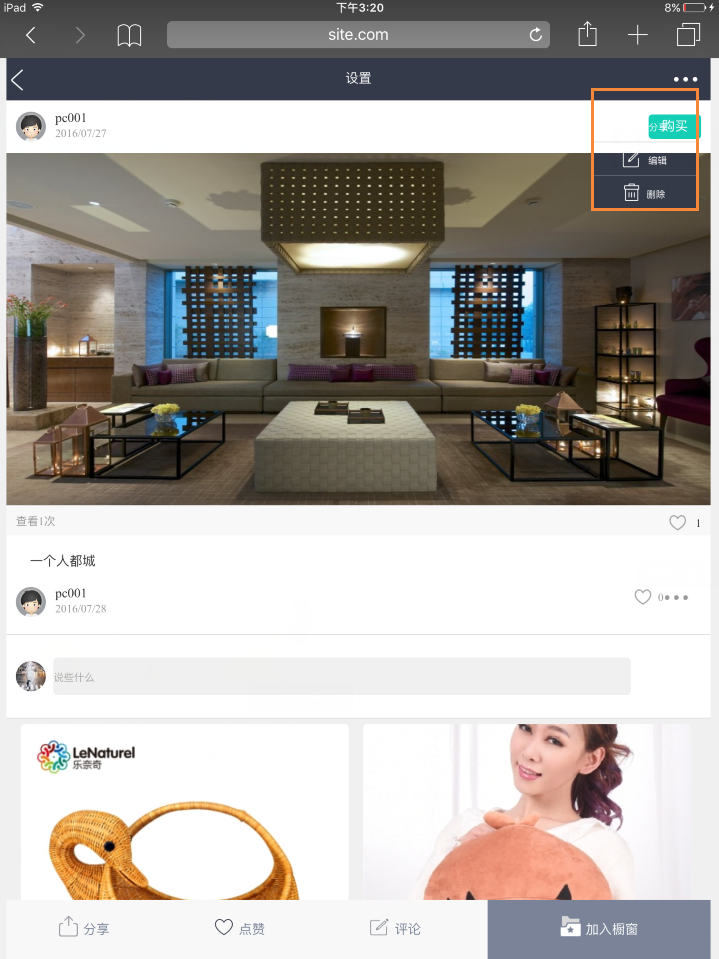 iPad 下午3:20 8%
site.com
设置
pc001
2016/07/27
分享
购买
编辑
删除
查看1次
1
一个人都城
pc001
2016/07/28
0
说些什么
LeNaturel
乐奈奇
分享 点赞 评论 加入橱窗